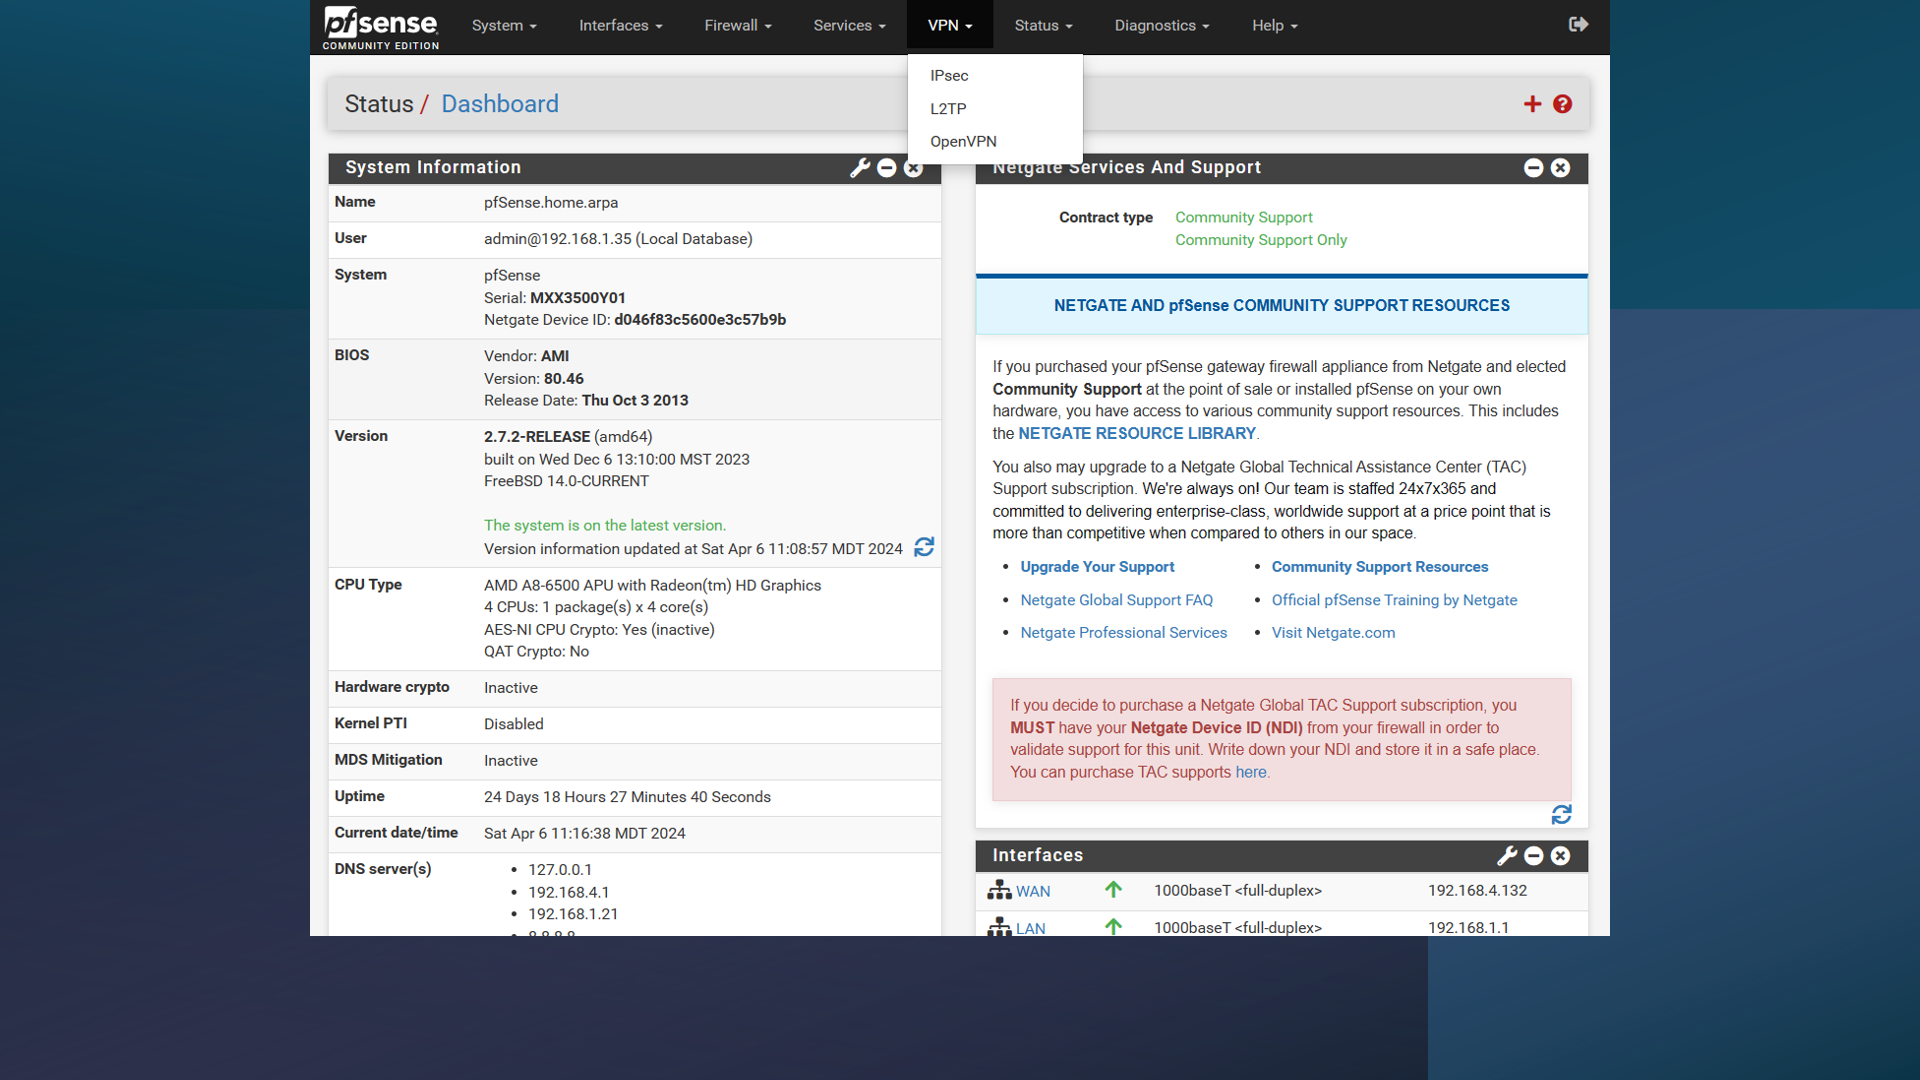 pfsense
COMMUNITY EDITION
System
Interfaces
Firewall
Services
VPN
Status
Diagnostics
Help
IPsec
L2TP
OpenVPN
Status / Dashboard
System Information
Name pfSense.home.arpa
User admin@192.168.1.35 (Local Database)
System pfSense
Serial: MXX3500Y01
Netgate Device ID: d046f83c5600e3c57b9b
BIOS Vendor: AMI
Version: 80.46
Release Date: Thu Oct 3 2013
Version 2.7.2-RELEASE (amd64)
built on Wed Dec 6 13:10:00 MST 2023
FreeBSD 14.0-CURRENT
The system is on the latest version.
Version information updated at Sat Apr 6 11:08:57 MDT 2024
CPU Type AMD A8-6500 APU with Radeon(tm) HD Graphics
4 CPUs: 1 package(s) x 4 core(s)
AES-NI CPU Crypto: Yes (inactive)
QAT Crypto: No
Hardware crypto Inactive
Kernel PTI Disabled
MDS Mitigation Inactive
Uptime 24 Days 18 Hours 27 Minutes 40 Seconds
Current date/time Sat Apr 6 11:16:38 MDT 2024
DNS server(s) 127.0.0.1
192.168.4.1
192.168.1.21
8.8.8.8
Netgate Services And Support
Contract type Community Support
Community Support Only
NETGATE AND pfSense COMMUNITY SUPPORT RESOURCES
If you purchased your pfSense gateway firewall appliance from Netgate and elected
Community Support at the point of sale or installed pfSense on your own
hardware, you have access to various community support resources. This includes
the NETGATE RESOURCE LIBRARY.
You also may upgrade to a Netgate Global Technical Assistance Center (TAC)
Support subscription. We're always on! Our team is staffed 24x7x365 and
committed to delivering enterprise-class, worldwide support at a price point that is
more than competitive when compared to others in our space.
Upgrade Your Support
Netgate Global Support FAQ
Netgate Professional Services
Community Support Resources
Official pfSense Training by Netgate
Visit Netgate.com
If you decide to purchase a Netgate Global TAC Support subscription, you
MUST have your Netgate Device ID (NDI) from your firewall in order to
validate support for this unit. Write down your NDI and store it in a safe place.
You can purchase TAC supports here.
Interfaces
WAN 1000baseT <full-duplex> 192.168.4.132
LAN 1000baseT <full-duplex> 192.168.1.1